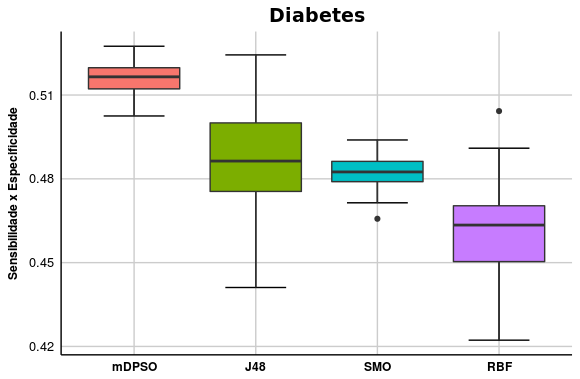 Diabetes
Sensibilidade x Especificidade
0.51
0.48
0.45
0.42
mDPSO J48 SMO RBF